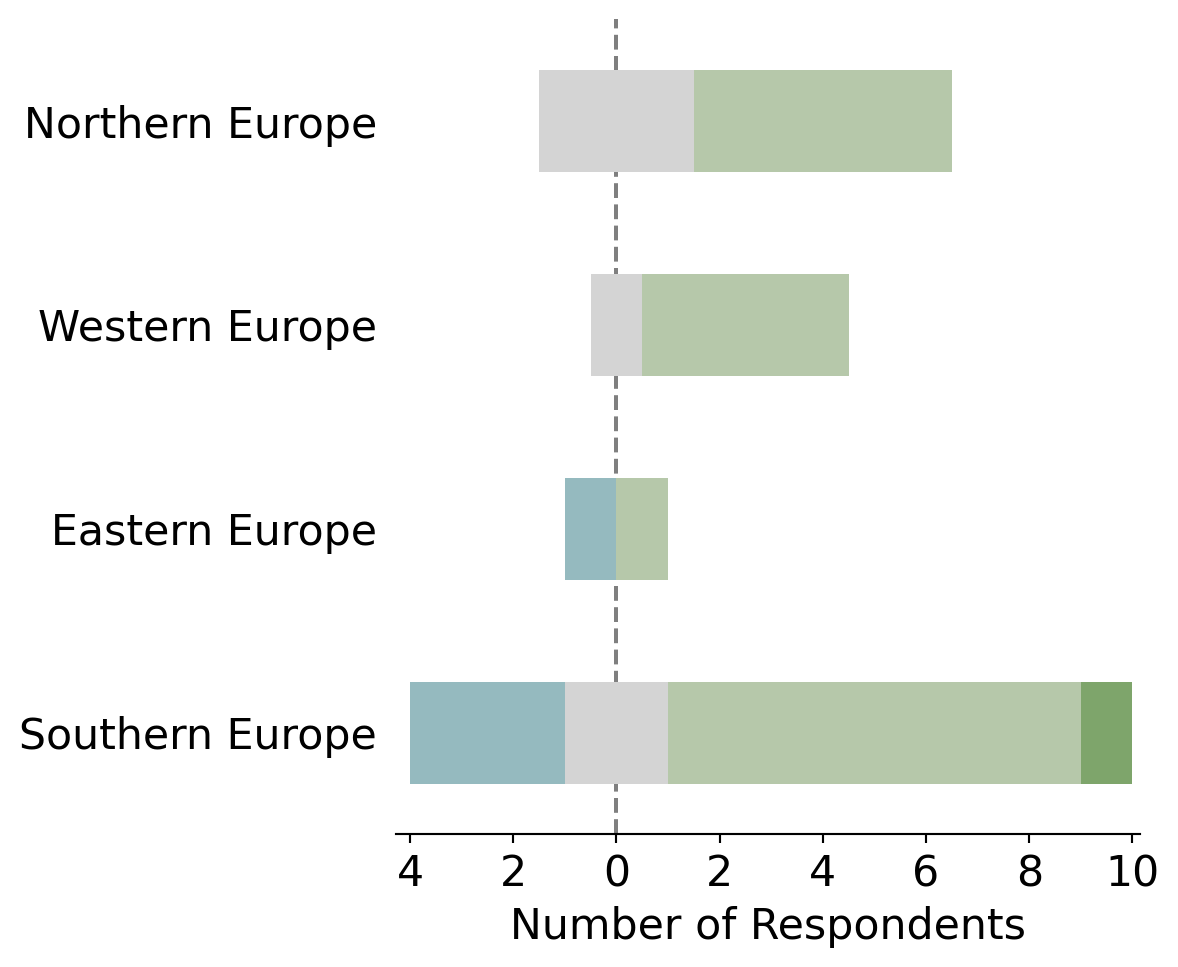 Northern Europe
Western Europe
Eastern Europe
Southern Europe
4 2 0 2 4 6 8 10
Number of Respondents